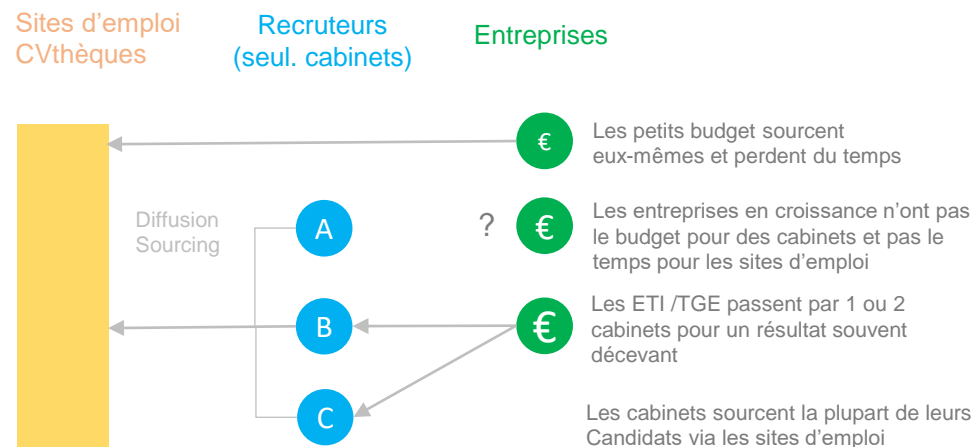 Sites d’emploi
CVthèques
Recruteurs
(seul. cabinets)
Entreprises
€
Les petits budget sourcent
eux-mêmes et perdent du temps
Diffusion
Sourcing
A
?
€
Les entreprises en croissance n’ont pas
le budget pour des cabinets et pas le
temps pour les sites d’emploi
B
€
Les ETI /TGE passent par 1 ou 2
cabinets pour un résultat souvent
décevant
C
Les cabinets sourcent la plupart de leurs
Candidats via les sites d’emploi